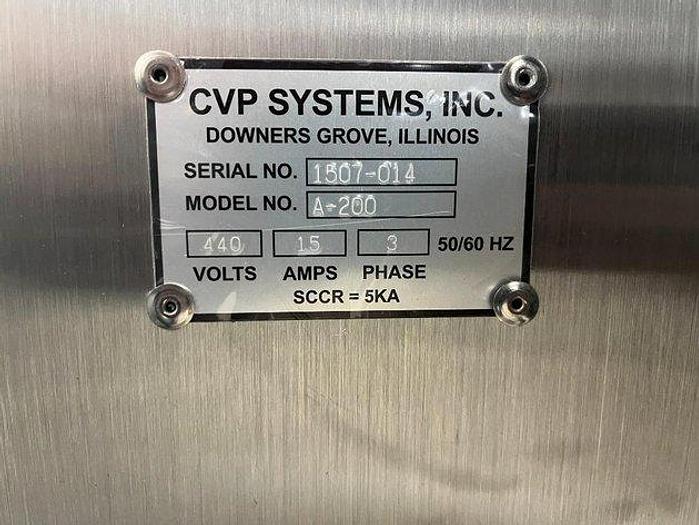 CVP SYSTEMS, INC.
DOWNERS GROVE, ILLINOIS
SERIAL NO. 1507-014
MODEL NO. A-200
440 15 3 50/60 HZ
VOLTS AMPS PHASE
SCCR = 5KA